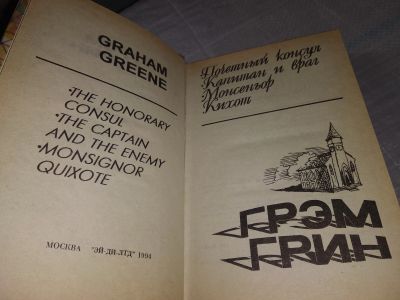 GRAHAM
GREENE
•THE HONORARY
CONSUL
•THE CAPTAIN
AND THE ENEMY
•MONSIGNOR
QUIXOTE
МОСКВА "ЭЙ-ДИ-ЛТД" 1994
Почетный консул
•Капитан и враг
•Монсеньор
Кихот
ГРЭМ
ГРИН